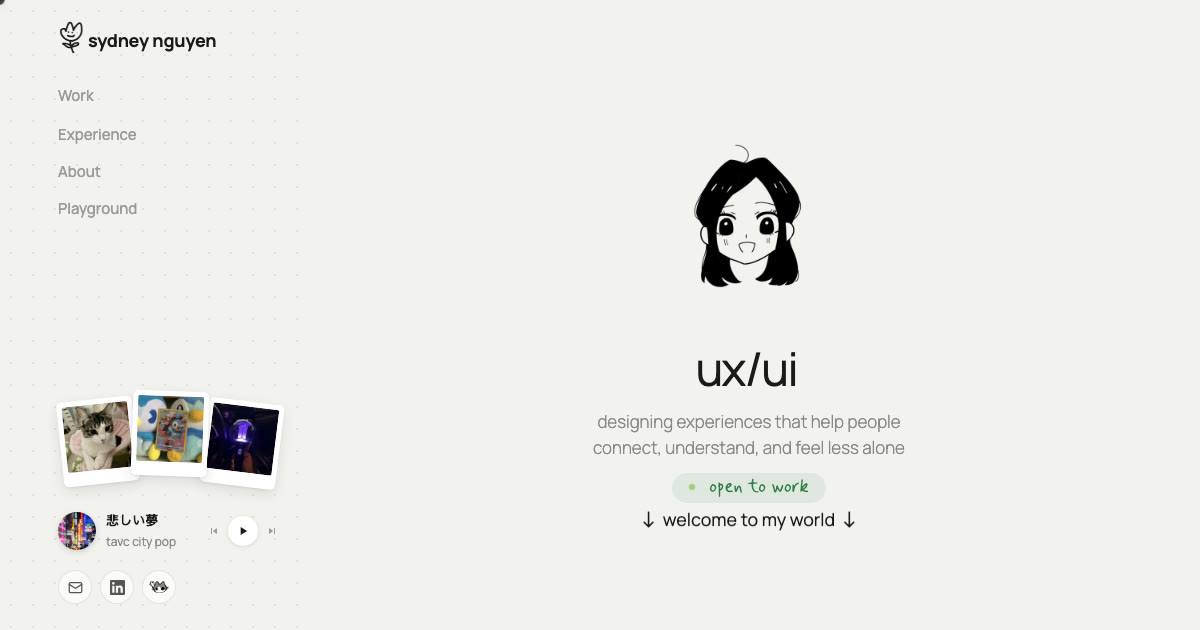 sydney nguyen
Work
Experience
About
Playground
悲しい夢
tavc city pop
in
ux/ui
designing experiences that help people
connect, understand, and feel less alone
open to work
↓ welcome to my world ↓